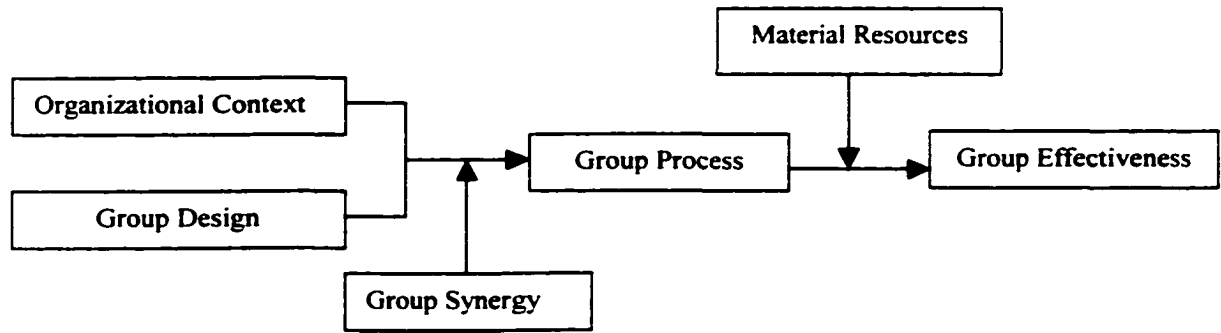 Material Resources
Organizational Context
Group Process
Group Effectiveness
Group Design
Group Synergy